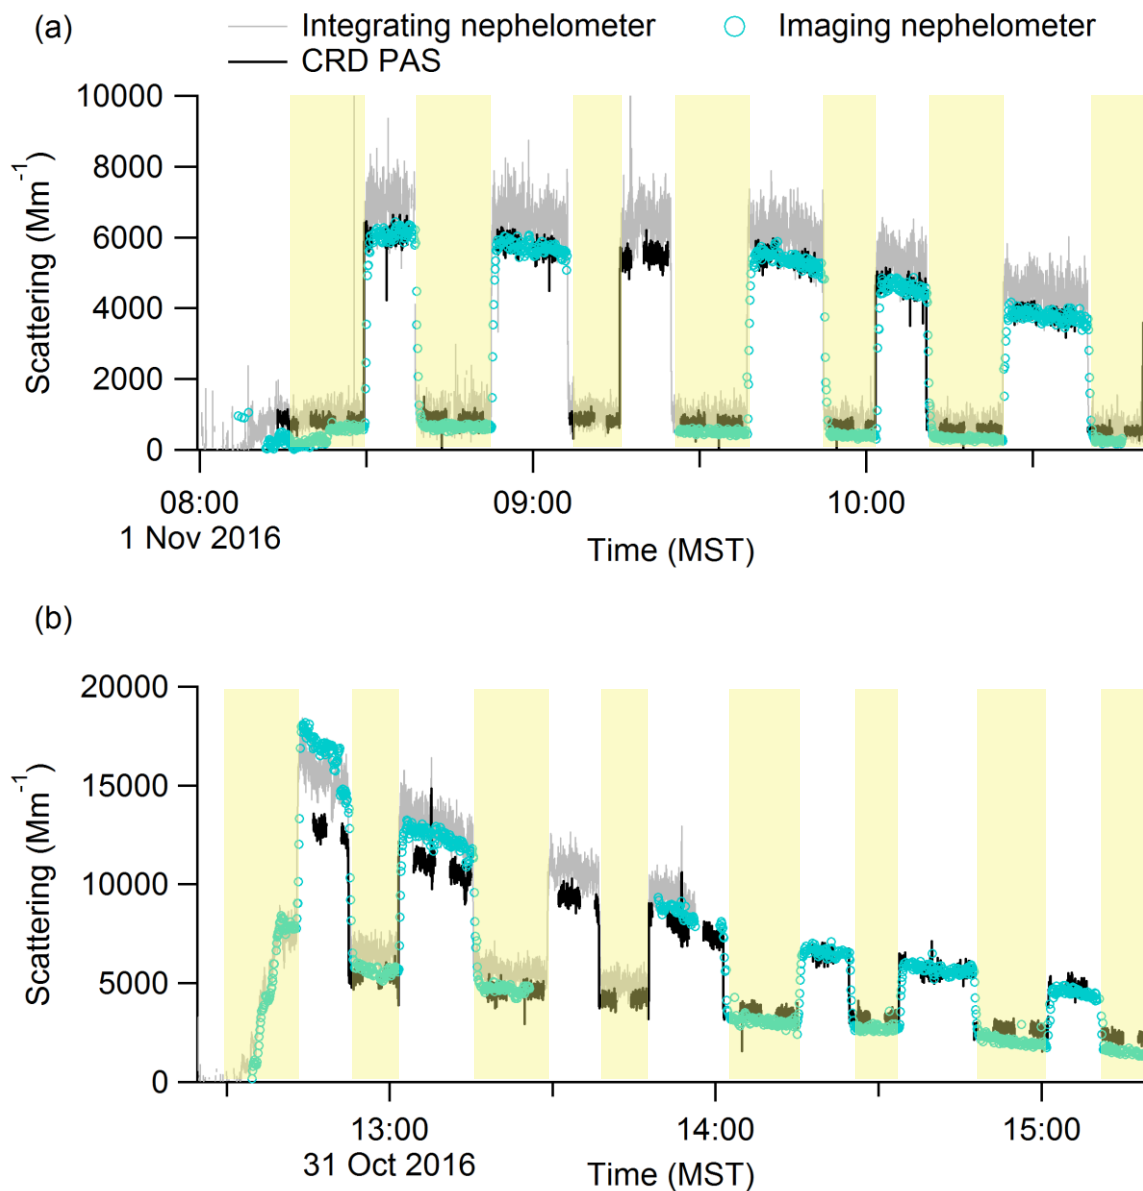 (a)
Integrating nephelometer
Imaging nephelometer
CRD PAS
10000
8000
6000
4000
2000
0
Scattering (Mm⁻¹)
08:00
09:00
10:00
1 Nov 2016
Time (MST)
(b)
20000
15000
10000
5000
0
Scattering (Mm⁻¹)
13:00
14:00
15:00
31 Oct 2016
Time (MST)